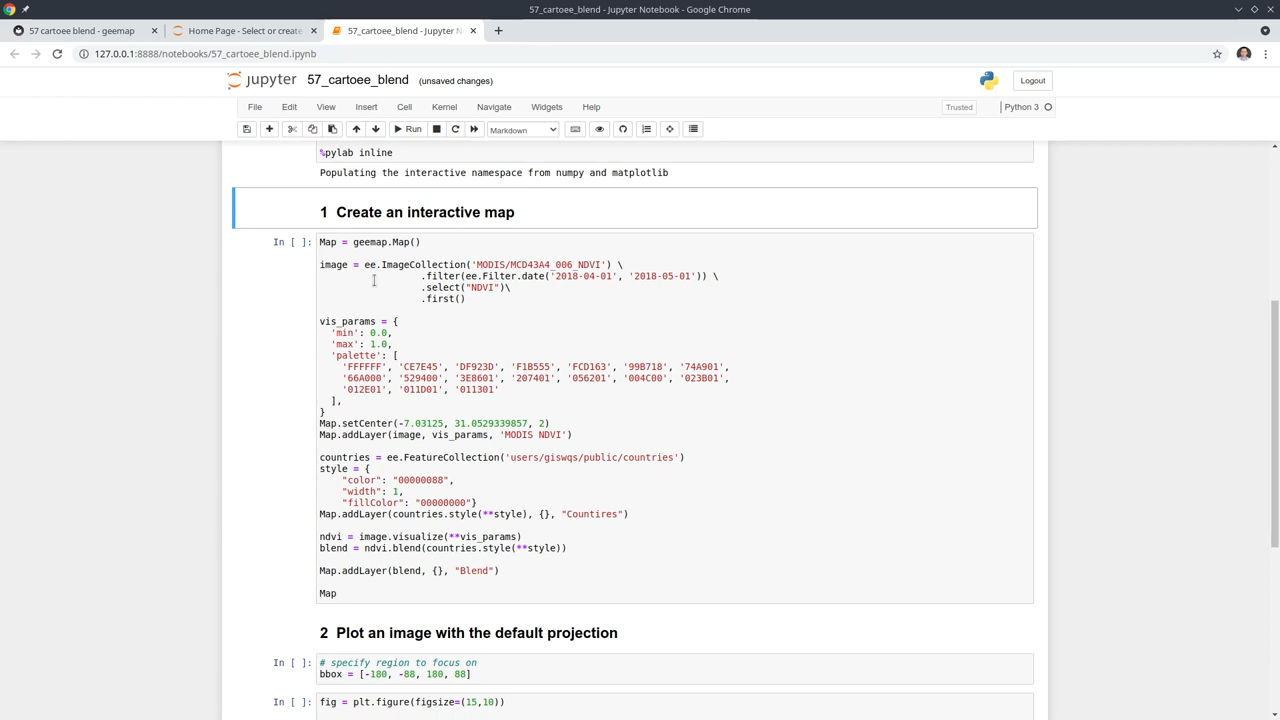 57_cartoee_blend - Jupyter Notebook - Google Chrome
57 cartoee blend - geemap
Home Page - Select or create
57_cartoee_blend - Jupyter N
127.0.0.1:8888/notebooks/57_cartoee_blend.ipynb
jupyter 57_cartoee_blend (unsaved changes)
Logout
File Edit View Insert Cell Kernel Navigate Widgets Help
Trusted Python 3
Run Markdown
%pylab inline
Populating the interactive namespace from numpy and matplotlib
1 Create an interactive map
In [ ]: Map = geemap.Map()
image = ee.ImageCollection('MODIS/MCD43A4_006_NDVI') \
.filter(ee.Filter.date('2018-04-01', '2018-05-01')) \
.select("NDVI")\
.first()
vis_params = {
'min': 0.0,
'max': 1.0,
'palette': [
'FFFFFF', 'CE7E45', 'DF923D', 'F1B555', 'FCD163', '99B718', '74A901',
'66A000', '529400', '3E8601', '207401', '056201', '004C00', '023B01',
'012E01', '011D01', '011301'
],
}
Map.setCenter(-7.03125, 31.0529339857, 2)
Map.addLayer(image, vis_params, 'MODIS NDVI')
countries = ee.FeatureCollection('users/giswqs/public/countries')
style = {
"color": "00000088",
"width": 1,
"fillColor": "00000000"}
Map.addLayer(countries.style(**style), {}, "Countires")
ndvi = image.visualize(**vis_params)
blend = ndvi.blend(countries.style(**style))
Map.addLayer(blend, {}, "Blend")
Map
2 Plot an image with the default projection
In [ ]: # specify region to focus on
bbox = [-180, -88, 180, 88]
In [ ]: fig = plt.figure(figsize=(15,10))